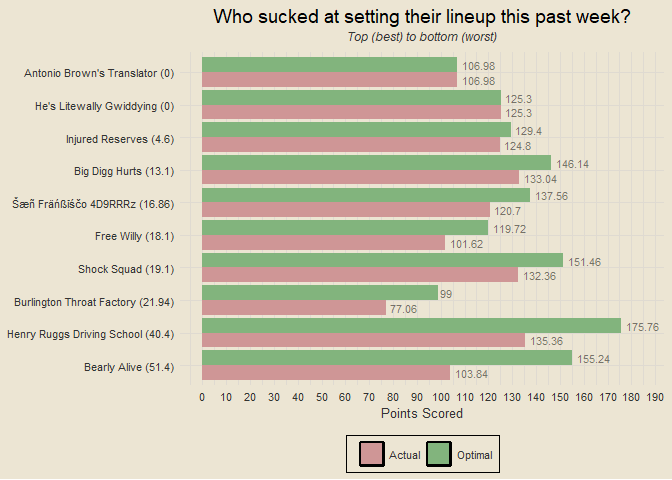 Who sucked at setting their lineup this past week?
Top (best) to bottom (worst)
Antonio Brown's Translator (0)
106.98
106.98
He's Litewally Gwiddying (0)
125.3
125.3
Injured Reserves (4.6)
129.4
124.8
Big Digg Hurts (13.1)
146.14
133.04
Šæñ Fräńßiščo 4D9RRRz (16.86)
137.56
120.7
Free Willy (18.1)
119.72
101.62
Shock Squad (19.1)
151.46
132.36
Burlington Throat Factory (21.94)
99
77.06
Henry Ruggs Driving School (40.4)
175.76
135.36
Bearly Alive (51.4)
155.24
103.84
0 10 20 30 40 50 60 70 80 90 100 110 120 130 140 150 160 170 180 190
Points Scored
Actual Optimal